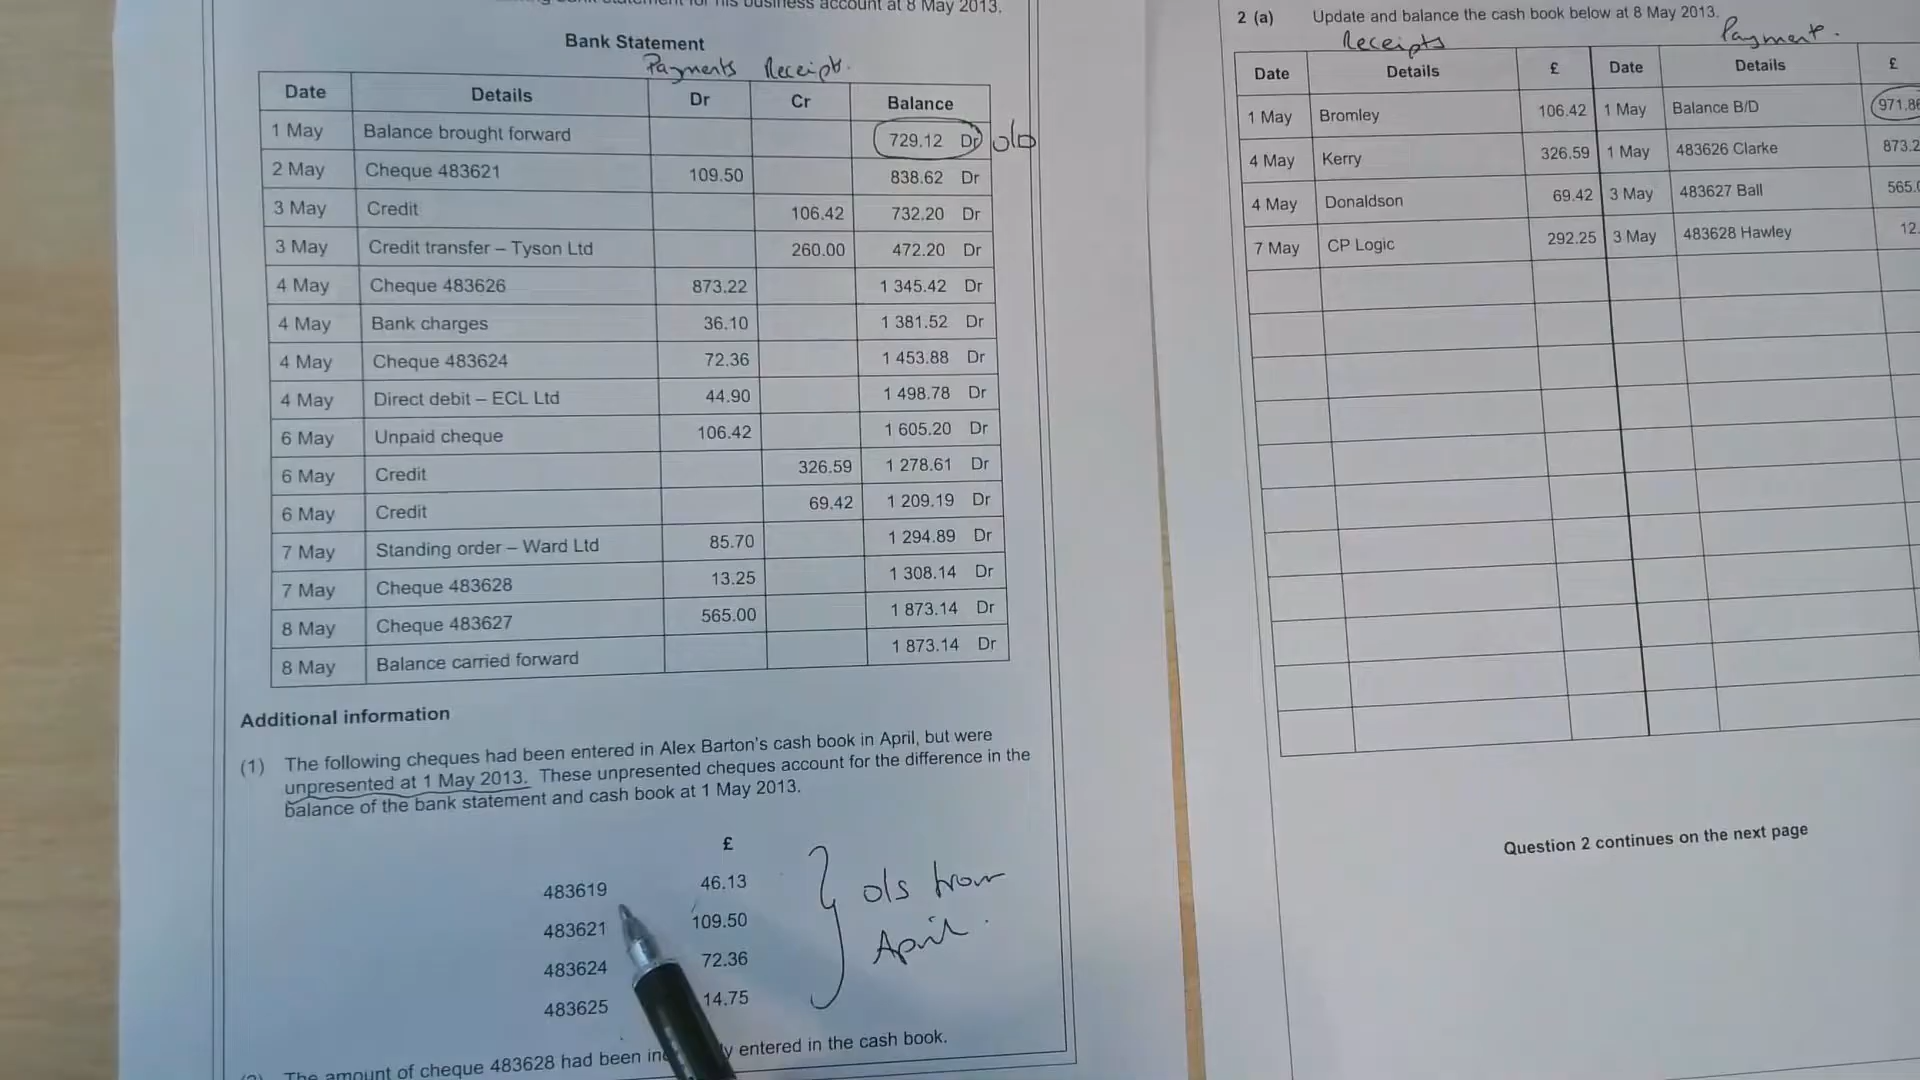 business account at 8 May 2013.
Bank Statement
Payments Receipts.
Date Details Dr Cr Balance
1 May Balance brought forward 729.12 Dr o/D
2 May Cheque 483621 109.50 838.62 Dr
3 May Credit 106.42 732.20 Dr
3 May Credit transfer – Tyson Ltd 260.00 472.20 Dr
4 May Cheque 483626 873.22 1 345.42 Dr
4 May Bank charges 36.10 1 381.52 Dr
4 May Cheque 483624 72.36 1 453.88 Dr
4 May Direct debit – ECL Ltd 44.90 1 498.78 Dr
6 May Unpaid cheque 106.42 1 605.20 Dr
6 May Credit 326.59 1 278.61 Dr
6 May Credit 69.42 1 209.19 Dr
7 May Standing order – Ward Ltd 85.70 1 294.89 Dr
7 May Cheque 483628 13.25 1 308.14 Dr
8 May Cheque 483627 565.00 1 873.14 Dr
8 May Balance carried forward 1 873.14 Dr
Additional information
(1) The following cheques had been entered in Alex Barton's cash book in April, but were
unpresented at 1 May 2013. These unpresented cheques account for the difference in the
balance of the bank statement and cash book at 1 May 2013.
£
483619 46.13
483621 109.50
483624 72.36
483625 14.75
o/s from
April.
The amount of cheque 483628 had been entered in the cash book.
2 (a) Update and balance the cash book below at 8 May 2013.
Receipts Payment.
Date Details £ Date Details £
1 May Bromley 106.42 1 May Balance B/D 971.86
4 May Kerry 326.59 1 May 483626 Clarke 873.2
4 May Donaldson 69.42 3 May 483627 Ball 565.
7 May CP Logic 292.25 3 May 483628 Hawley 12.
Question 2 continues on the next page